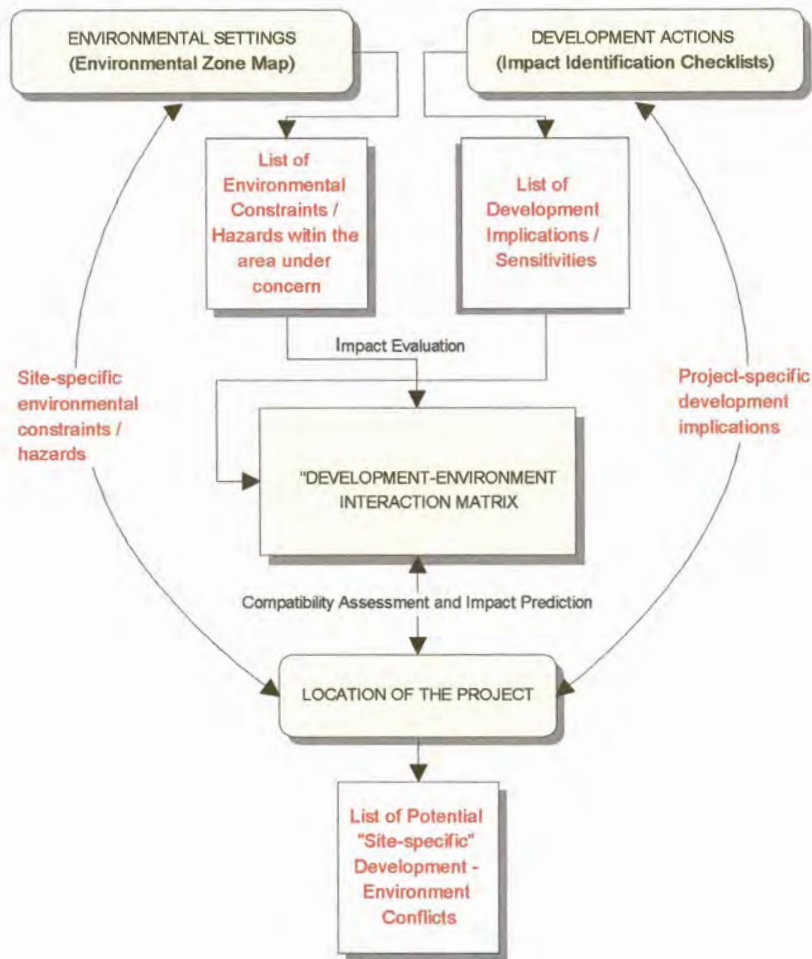 ENVIRONMENTAL SETTINGS
(Environmental Zone Map)
DEVELOPMENT ACTIONS
(Impact Identification Checklists)
List of
Environmental
Constraints /
Hazards witin the
area under
concern
List of
Development
Implications /
Sensitivities
Impact Evaluation
Site-specific
environmental
constraints /
hazards
Project-specific
development
implications
"DEVELOPMENT-ENVIRONMENT
INTERACTION MATRIX
Compatibility Assessment and Impact Prediction
LOCATION OF THE PROJECT
List of Potential
"Site-specific"
Development -
Environment
Conflicts